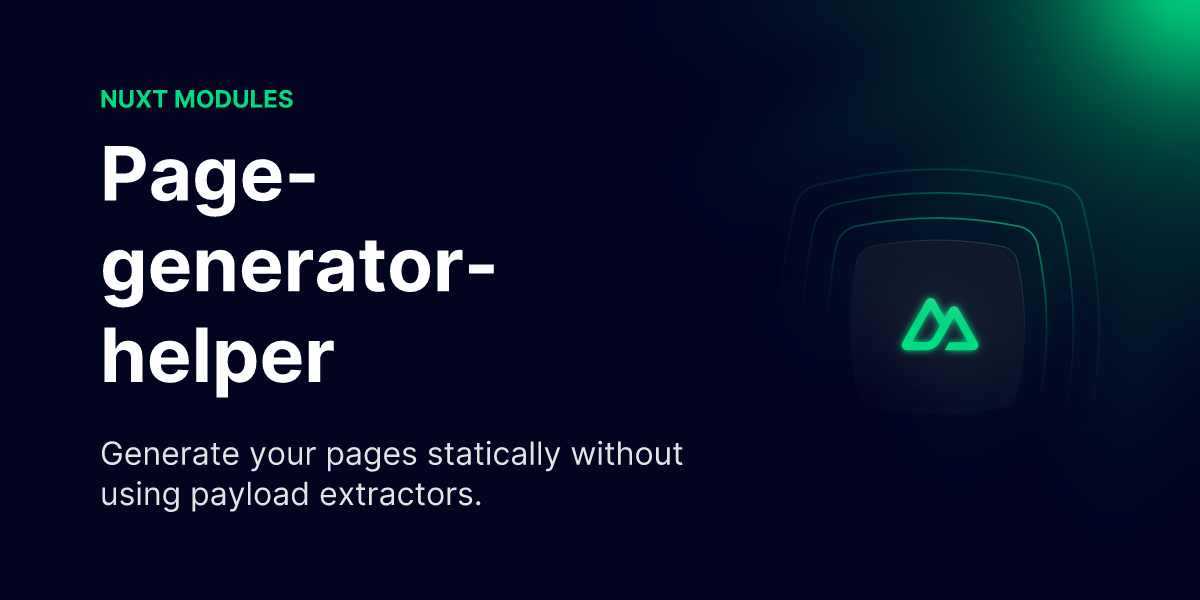 NUXT MODULES
Page-
generator-
helper
Generate your pages statically without
using payload extractors.